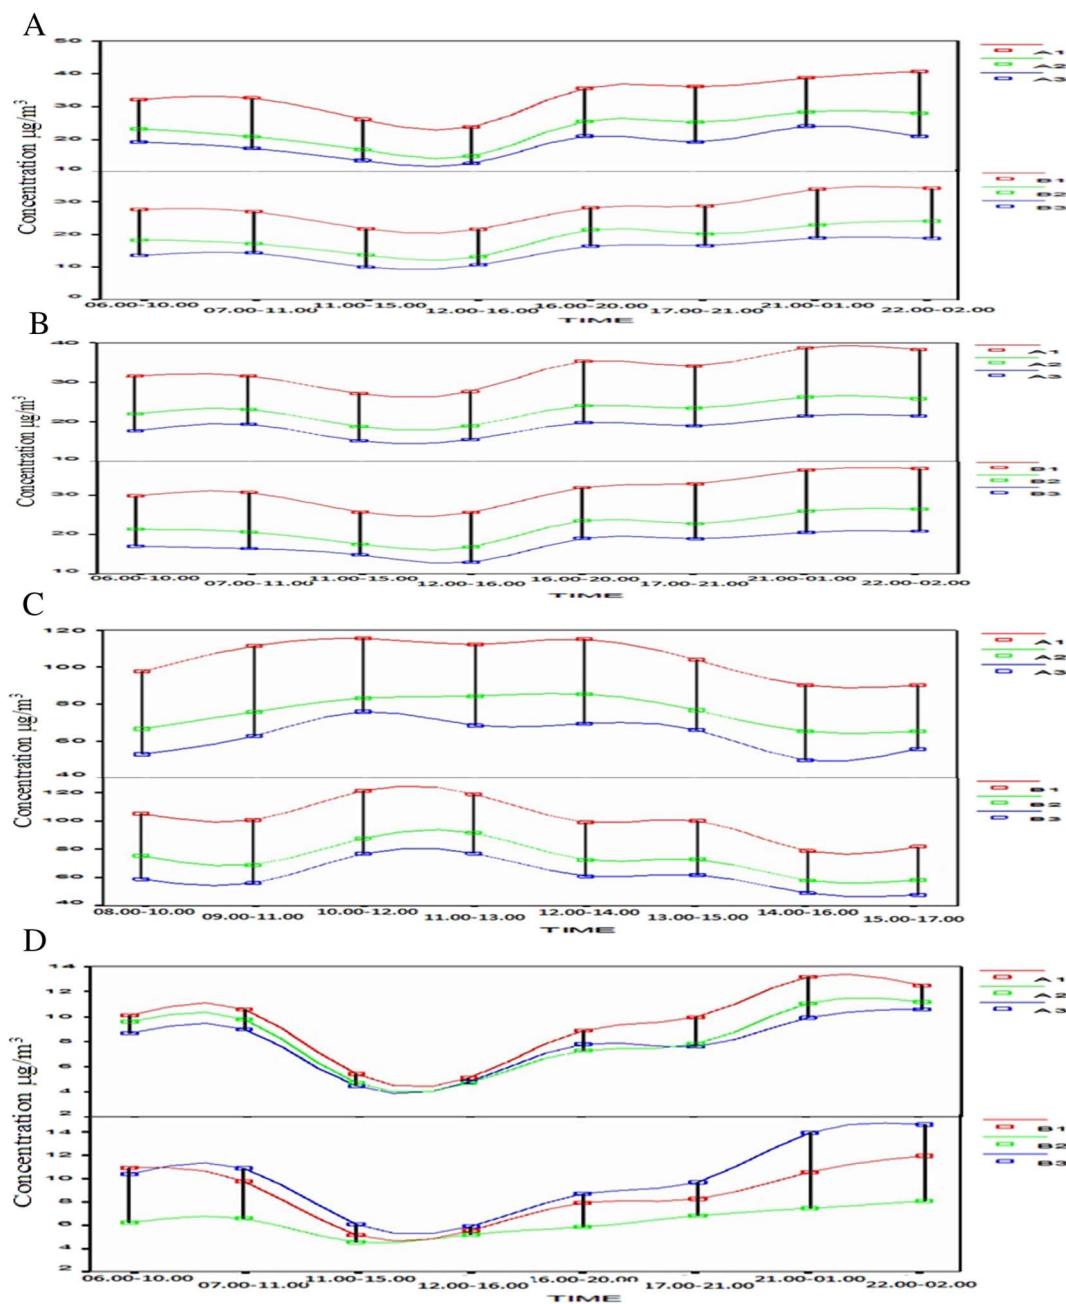 A
50
40
30
20
10
30
20
10
0
Concentration µg/m³
A1
A2
A3
B1
B2
B3
06.00-10.00 07.00-11.00 11.00-15.00 12.00-16.00 16.00-20.00 17.00-21.00 21.00-01.00 22.00-02.00
TIME
B
40
30
20
10
30
20
10
Concentration µg/m³
A1
A2
A3
B1
B2
B3
06.00-10.00 07.00-11.00 11.00-15.00 12.00-16.00 16.00-20.00 17.00-21.00 21.00-01.00 22.00-02.00
TIME
C
120
100
80
60
40
120
100
80
60
40
Concentration µg/m³
A1
A2
A3
B1
B2
B3
08.00-10.00 09.00-11.00 10.00-12.00 11.00-13.00 12.00-14.00 13.00-15.00 14.00-16.00 15.00-17.00
TIME
D
14
12
10
8
6
4
2
14
12
10
8
6
4
2
Concentration µg/m³
A1
A2
A3
B1
B2
B3
06.00-10.00 07.00-11.00 11.00-15.00 12.00-16.00 16.00-20.00 17.00-21.00 21.00-01.00 22.00-02.00
TIME